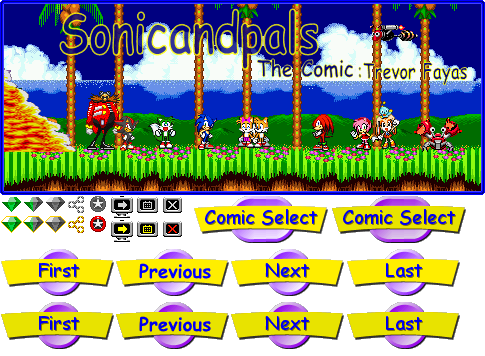 Sonicandpals
The Comic : Trevor Fayas
Comic Select Comic Select
First Previous Next Last
First Previous Next Last